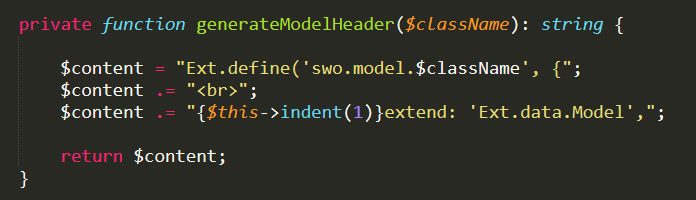 private function generateModelHeader($className): string {
$content = "Ext.define('swo.model.$className', {";
$content .= "<br>";
$content .= "{$this->indent(1)}extend: 'Ext.data.Model',";
return $content;
}